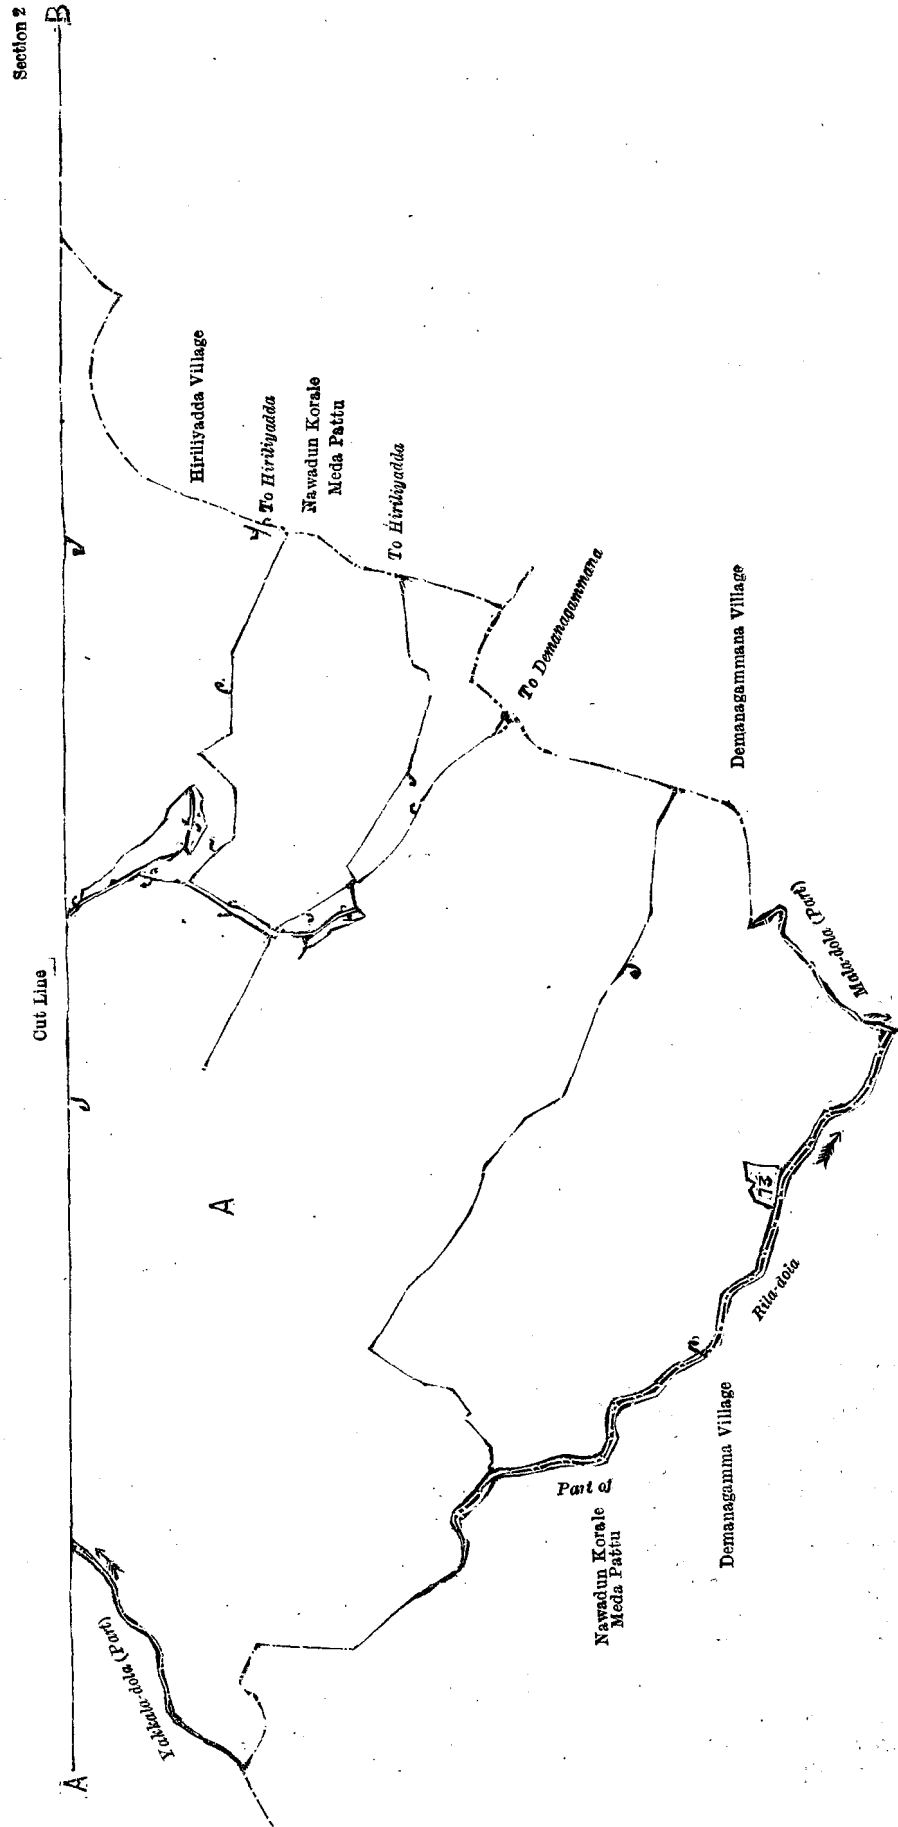 Section 2
A
B
Cut Line
Hiriliyadda Village
To Hiriliyadda
Nawadun Korale
Meda Pattu
To Hiriliyadda
To Demanagammana
Demanagammana Village
Mala-dola (Part)
A
73
Rila-dola
Demanagamma Village
Part of
Nawadun Korale
Meda Pattu
Yakkala-dola (Part)